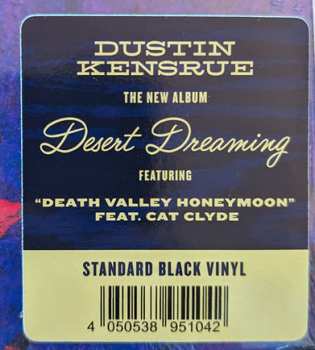 DUSTIN
KENSRUE
THE NEW ALBUM
Desert Dreaming
FEATURING
“DEATH VALLEY HONEYMOON”
FEAT. CAT CLYDE
STANDARD BLACK VINYL
4 050538 951042